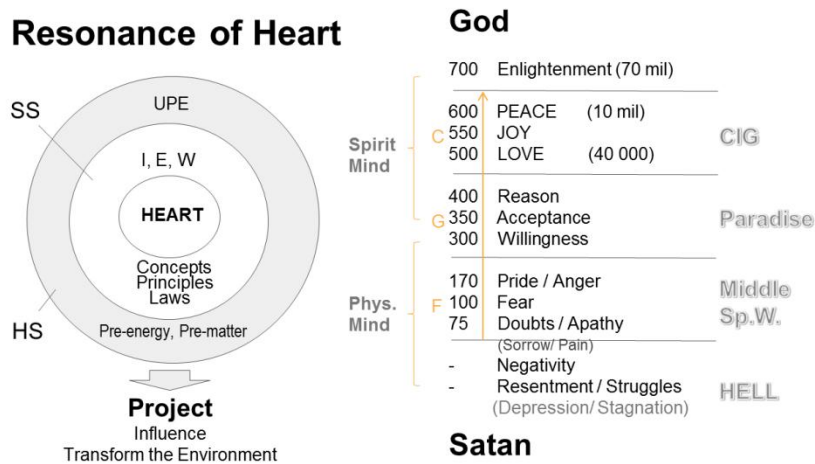 Resonance of Heart
SS
UPE
I, E, W
HEART
Concepts
Principles
Laws
HS
Pre-energy, Pre-matter
Project
Influence
Transform the Environment
God
Spirit
Mind
Phys.
Mind
C
G
F
700 Enlightenment (70 mil)
600 PEACE (10 mil)
550 JOY
500 LOVE (40 000)
CIG
400 Reason
350 Acceptance
300 Willingness
Paradise
170 Pride / Anger
100 Fear
75 Doubts / Apathy
(Sorrow/ Pain)
Middle
Sp.W.
- Negativity
- Resentment / Struggles
(Depression/ Stagnation)
HELL
Satan